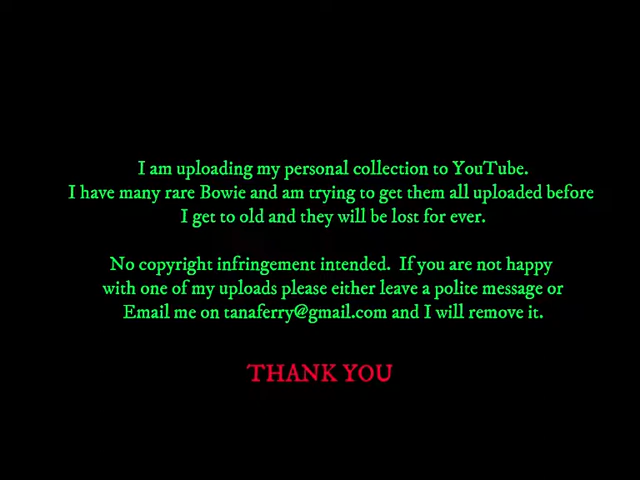 I am uploading my personal collection to YouTube.
I have many rare Bowie and am trying to get them all uploaded before
I get to old and they will be lost for ever.
No copyright infringement intended.  If you are not happy
with one of my uploads please either leave a polite message or
Email me on tanaferry@gmail.com and I will remove it.
THANK YOU